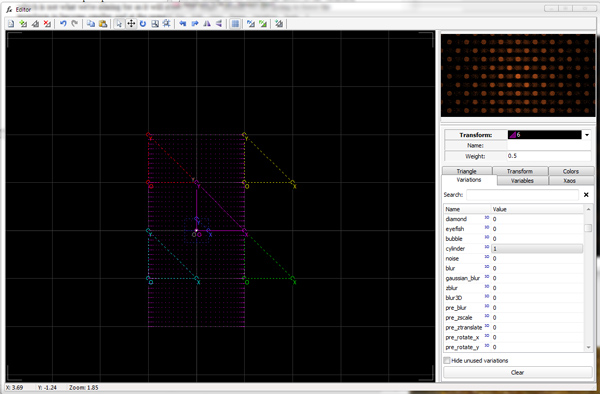 Editor
Transform: 6
Name:
Weight: 0.5
Triangle Transform Colors
Variations Variables Xaos
Search:
Name Value
diamond 0
eyefish 0
bubble 0
cylinder 1
noise 0
blur 0
gaussian_blur 0
zblur 0
blur3D 0
pre_blur 0
pre_zscale 0
pre_ztranslate 0
pre_rotate_x 0
pre_rotate_y 0
Hide unused variations
Clear
X: 3.69 Y: -1.24 Zoom: 1.85